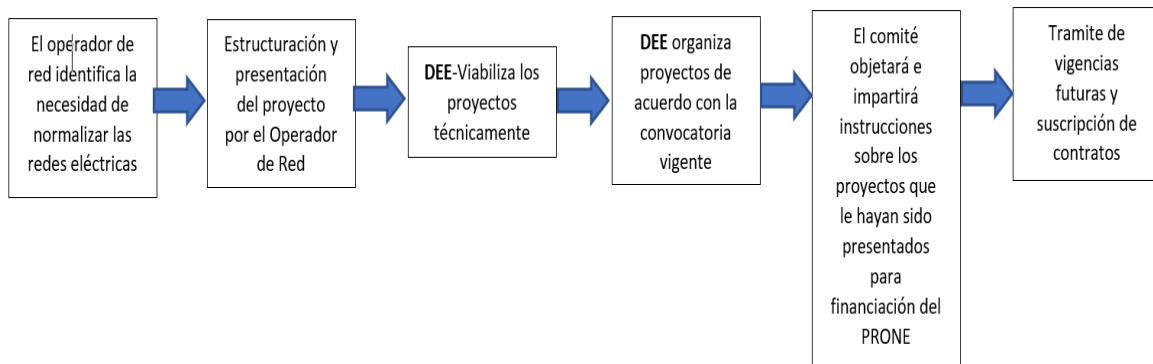 El operador de
red identifica la
necesidad de
normalizar las
redes eléctricas
Estructuración y
presentación
del proyecto
por el Operador
de Red
DEE-Viabiliza los
proyectos
técnicamente
DEE organiza
proyectos de
acuerdo con la
convocatoria
vigente
El comité
objetará e
impartirá
instrucciones
sobre los
proyectos que
le hayan sido
presentados
para
financiación del
PRONE
Tramite de
vigencias
futuras y
suscripción de
contratos